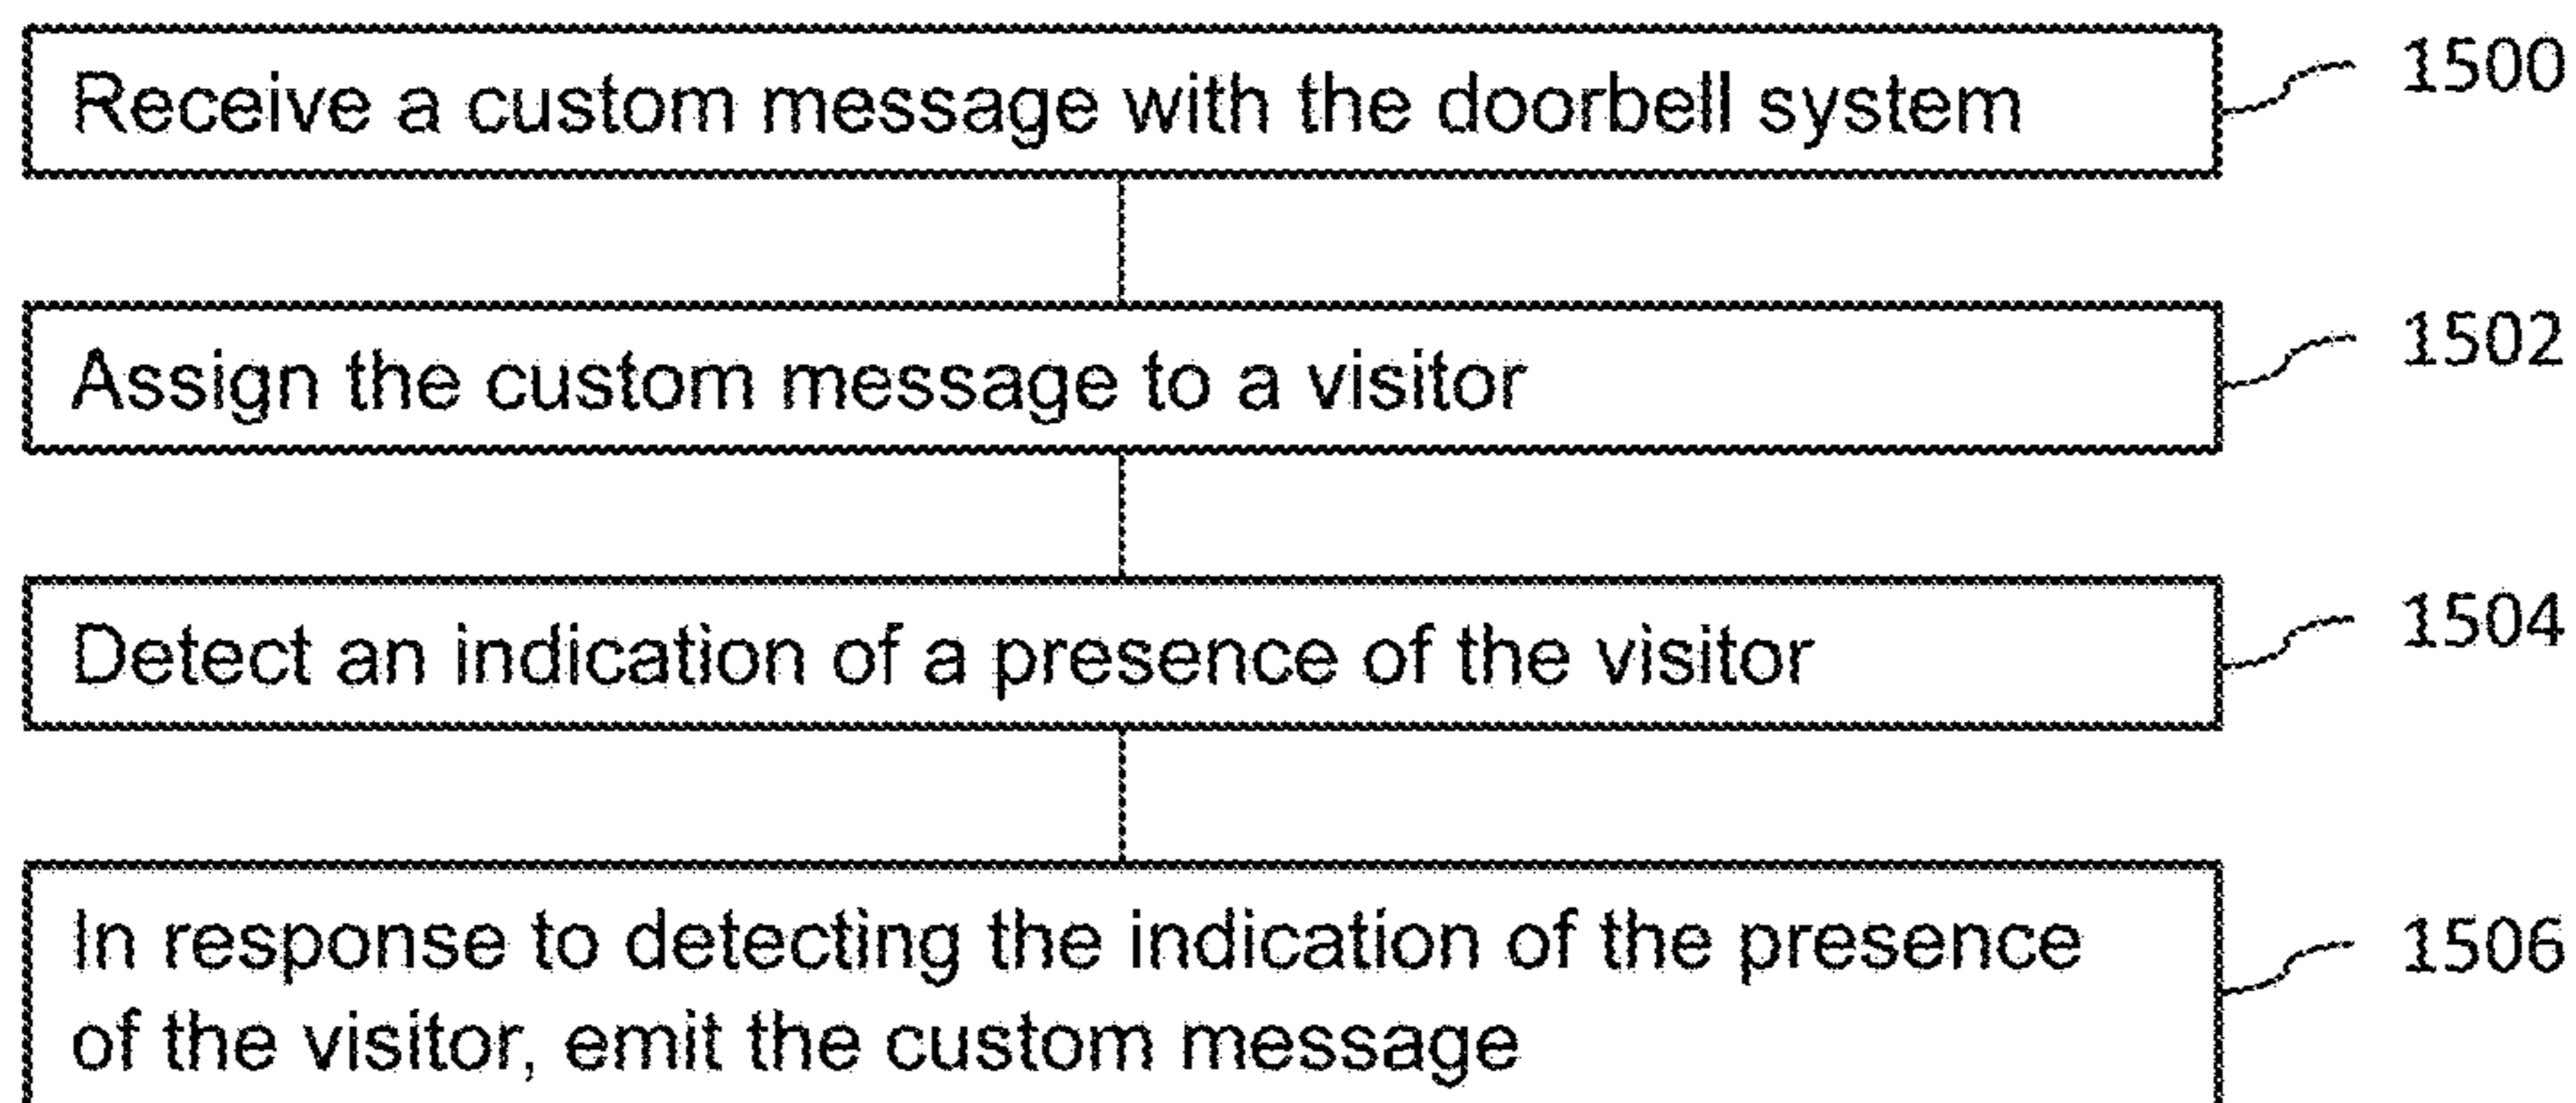 Receive a custom message with the doorbell system
1500
Assign the custom message to a visitor
1502
Detect an indication of a presence of the visitor
1504
In response to detecting the indication of the presence
of the visitor, emit the custom message
1506